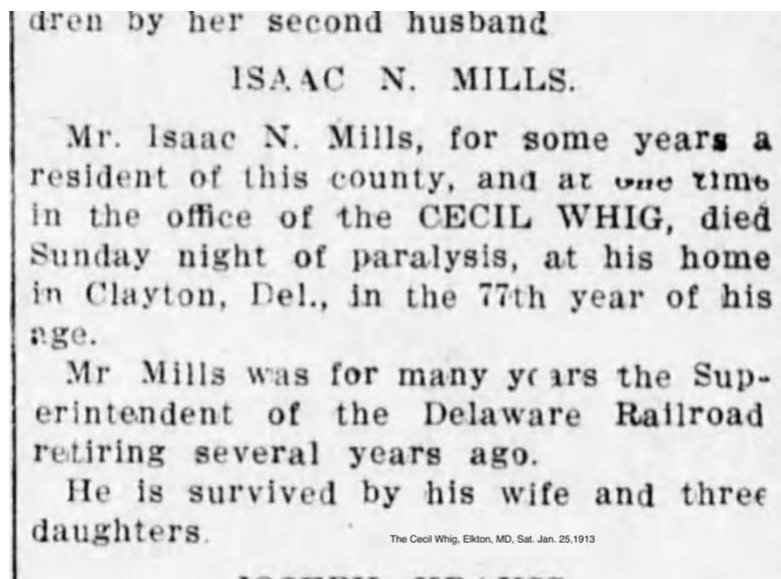 dren by her second husband
ISAAC N. MILLS.
Mr. Isaac N. Mills, for some years a
resident of this county, and at one time
in the office of the CECIL WHIG, died
Sunday night of paralysis, at his home
in Clayton, Del., in the 77th year of his
age.
Mr Mills was for many years the Sup-
erintendent of the Delaware Railroad
retiring several years ago.
He is survived by his wife and three
daughters.
The Cecil Whig, Elkton, MD, Sat. Jan. 25,1913